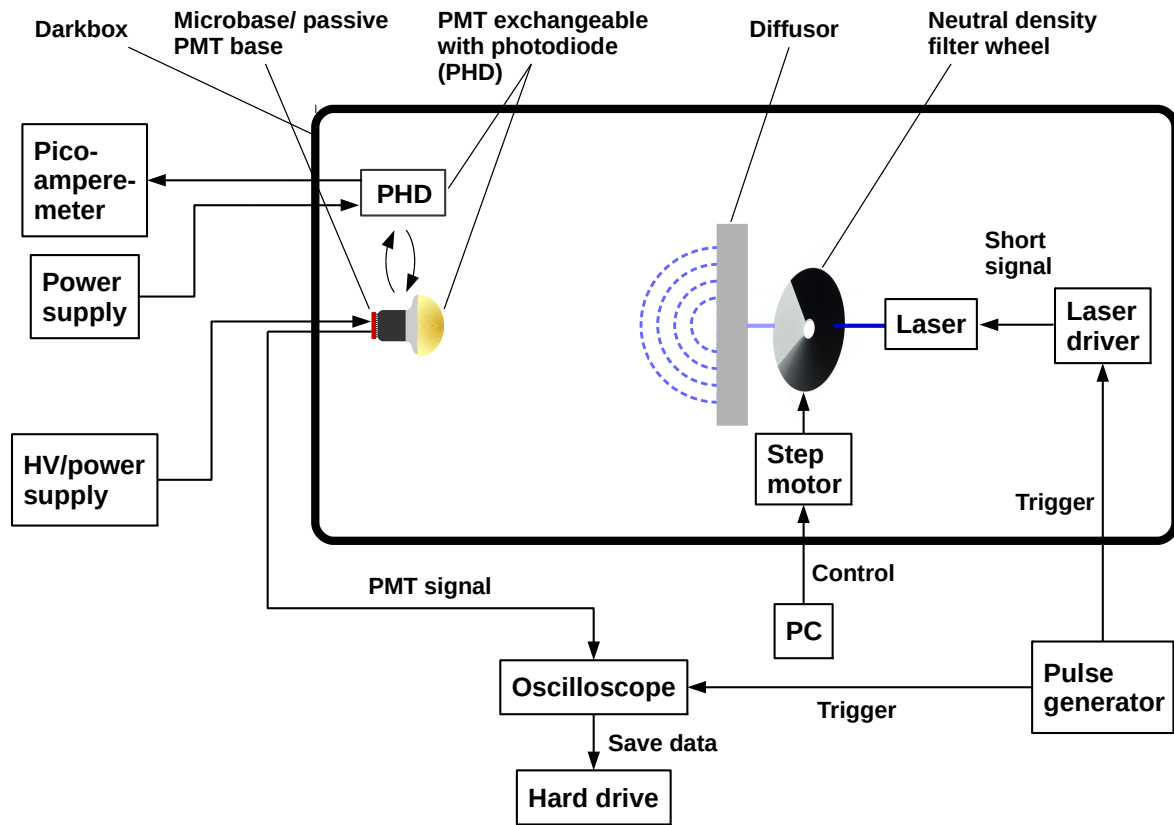 Darkbox
Microbase/ passive
PMT base
PMT exchangeable
with photodiode
(PHD)
Diffusor
Neutral density
filter wheel
Pico-
ampere-
meter
PHD
Power
supply
Short
signal
Laser
Laser
driver
HV/power
supply
Step
motor
Trigger
PMT signal
Control
PC
Oscilloscope
Trigger
Pulse
generator
Save data
Hard drive